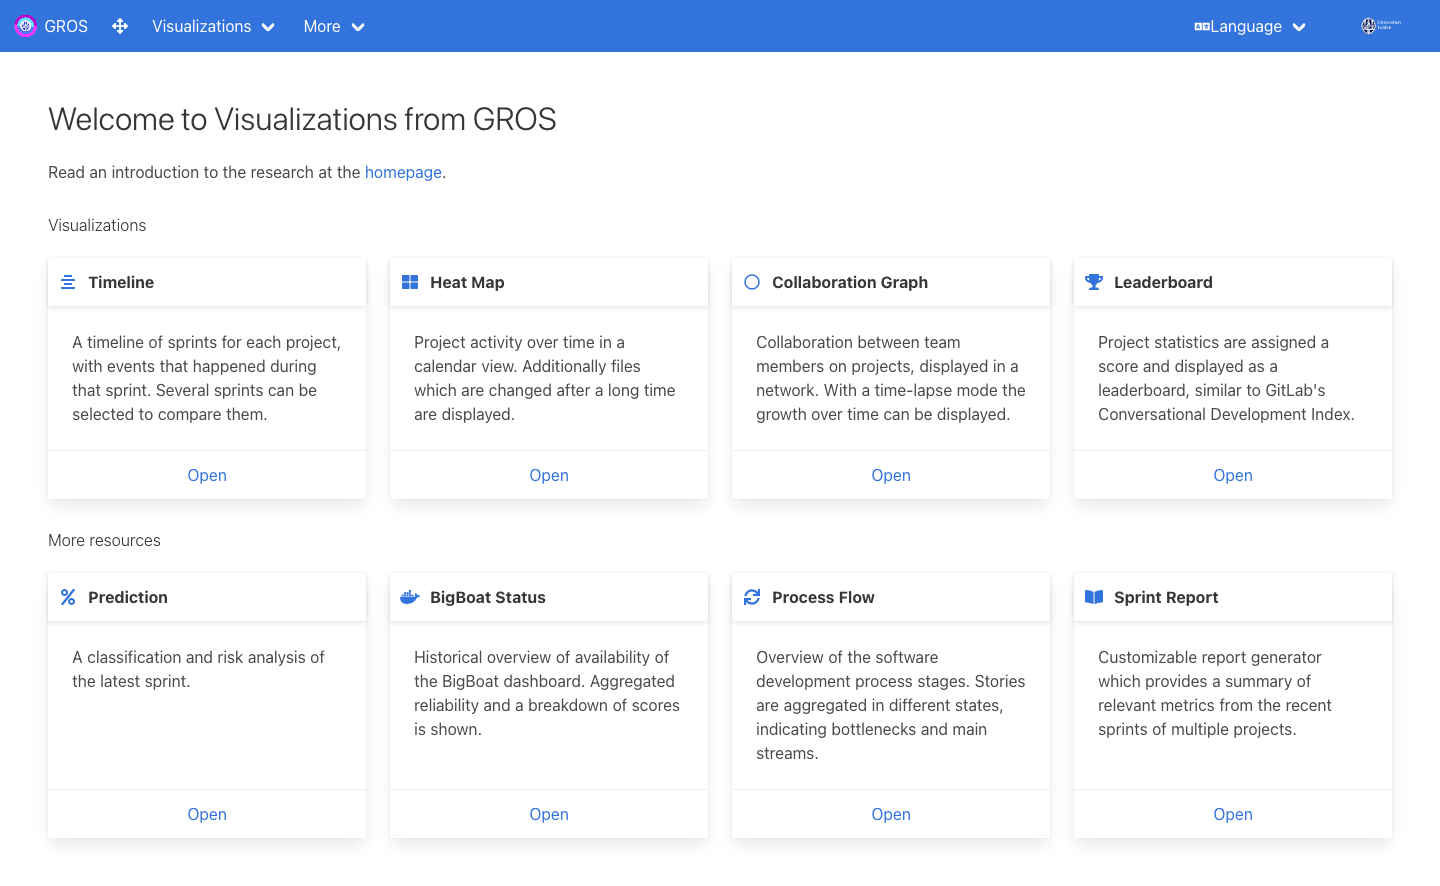 GROS
Visualizations
More
Language
Universiteit
Leiden
Welcome to Visualizations from GROS
Read an introduction to the research at the homepage.
Visualizations
Timeline
A timeline of sprints for each project,
with events that happened during
that sprint. Several sprints can be
selected to compare them.
Open
Heat Map
Project activity over time in a
calendar view. Additionally files
which are changed after a long time
are displayed.
Open
Collaboration Graph
Collaboration between team
members on projects, displayed in a
network. With a time-lapse mode the
growth over time can be displayed.
Open
Leaderboard
Project statistics are assigned a
score and displayed as a
leaderboard, similar to GitLab's
Conversational Development Index.
Open
More resources
Prediction
A classification and risk analysis of
the latest sprint.
Open
BigBoat Status
Historical overview of availability of
the BigBoat dashboard. Aggregated
reliability and a breakdown of scores
is shown.
Open
Process Flow
Overview of the software
development process stages. Stories
are aggregated in different states,
indicating bottlenecks and main
streams.
Open
Sprint Report
Customizable report generator
which provides a summary of
relevant metrics from the recent
sprints of multiple projects.
Open